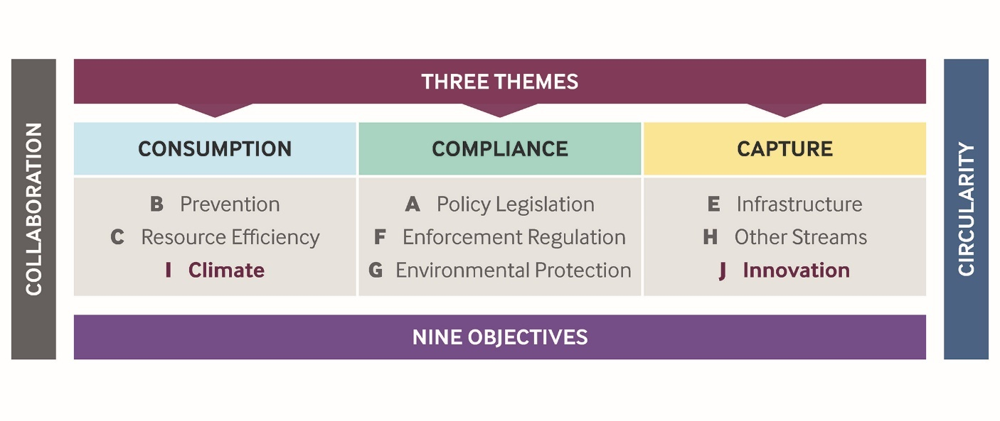 COLLABORATION
THREE THEMES
CONSUMPTION
B Prevention
C Resource Efficiency
I Climate
COMPLIANCE
A Policy Legislation
F Enforcement Regulation
G Environmental Protection
CAPTURE
E Infrastructure
H Other Streams
J Innovation
NINE OBJECTIVES
CIRCULARITY